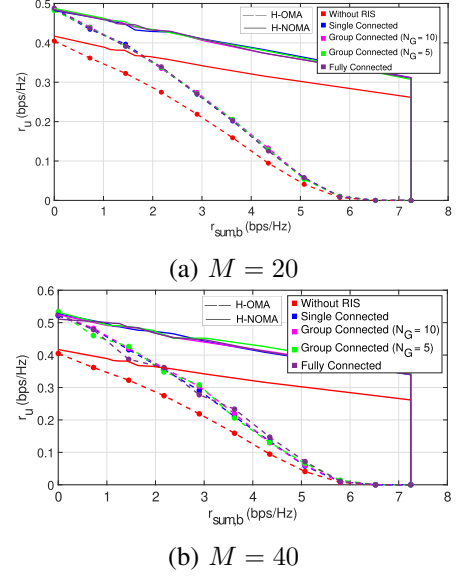 0.5
0.4
0.3
0.2
0.1
0
r_u (bps/Hz)
H-OMA
H-NOMA
Without RIS
Single Connected
Group Connected (N_G = 10)
Group Connected (N_G = 5)
Fully Connected
0 1 2 3 4 5 6 7 8
r_sum,b (bps/Hz)
(a) M = 20
0.6
0.5
0.4
0.3
0.2
0.1
0
r_u (bps/Hz)
H-OMA
H-NOMA
Without RIS
Single Connected
Group Connected (N_G = 10)
Group Connected (N_G = 5)
Fully Connected
0 1 2 3 4 5 6 7 8
r_sum,b (bps/Hz)
(b) M = 40